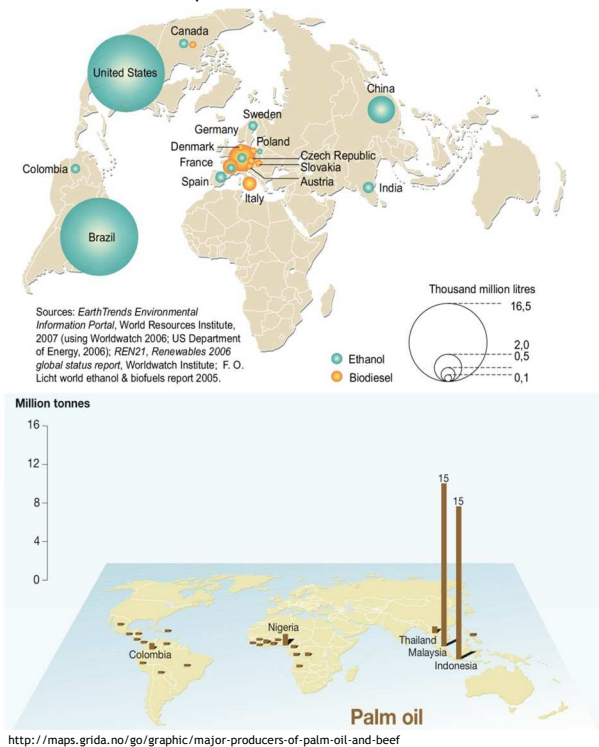 Canada
United States
China
Sweden
Germany
Poland
Denmark
Czech Republic
France
Slovakia
Colombia
Spain
Austria
India
Italy
Brazil
Thousand million litres
16,5
2,0
0,5
0,1
Sources: EarthTrends Environmental
Information Portal, World Resources Institute,
2007 (using Worldwatch 2006; US Department
of Energy, 2006); REN21, Renewables 2006
global status report, Worldwatch Institute; F. O.
Licht world ethanol & biofuels report 2005.
Ethanol
Biodiesel
Million tonnes
16
12
8
4
0
15
15
Nigeria
Colombia
Thailand
Malaysia
Indonesia
Palm oil
http://maps.grida.no/go/graphic/major-producers-of-palm-oil-and-beef